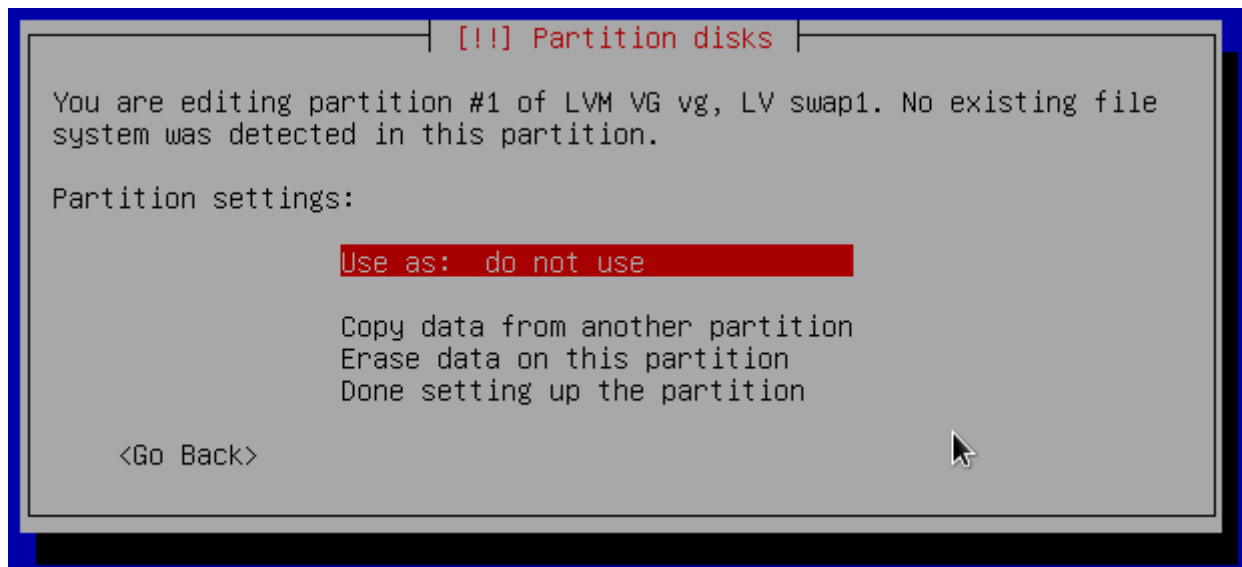 [!!] Partition disks
You are editing partition #1 of LVM VG vg, LV swap1. No existing file
system was detected in this partition.
Partition settings:
Use as:  do not use
Copy data from another partition
Erase data on this partition
Done setting up the partition
<Go Back>